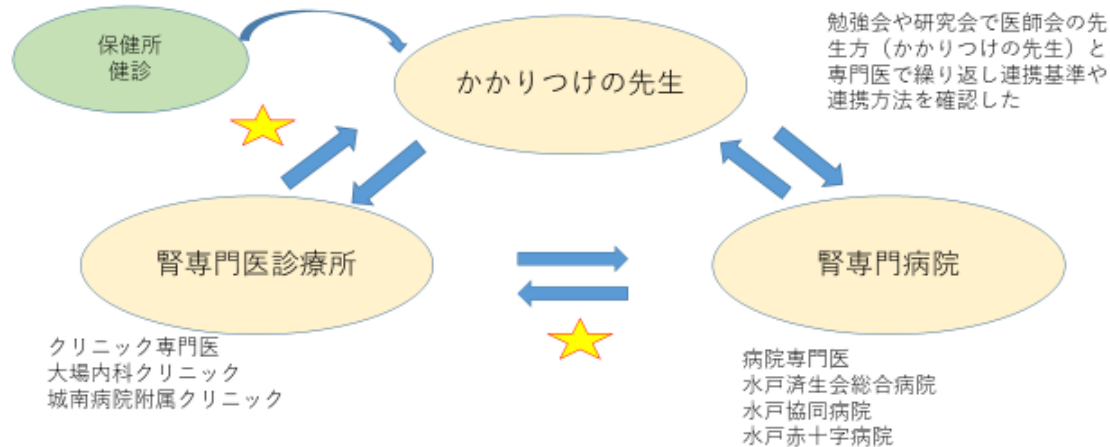 保健所
健診
かかりつけの先生
勉強会や研究会で医師会の先
生方（かかりつけの先生）と
専門医で繰り返し連携基準や
連携方法を確認した
腎専門医診療所
腎専門病院
クリニック専門医
大場内科クリニック
城南病院附属クリニック
病院専門医
水戸済生会総合病院
水戸協同病院
水戸赤十字病院